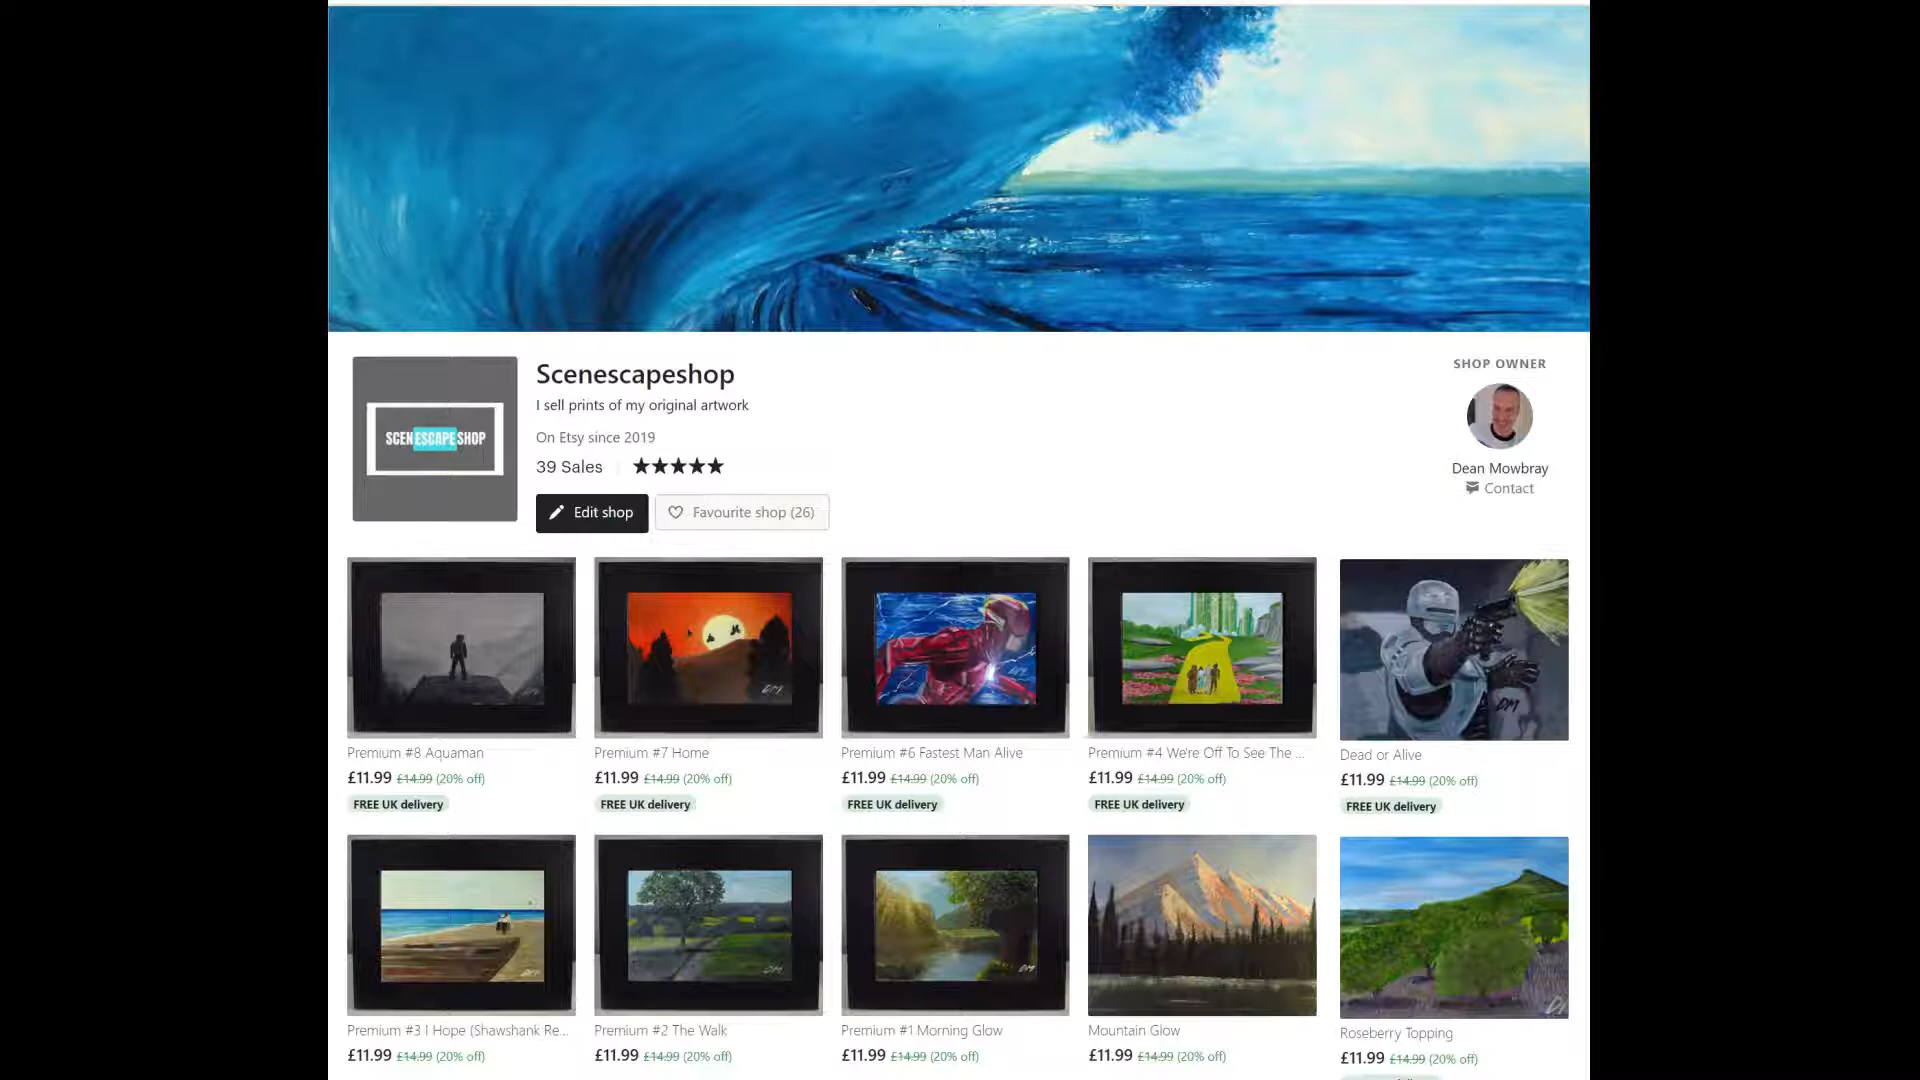 Scenescapeshop
I sell prints of my original artwork
On Etsy since 2019
39 Sales
Edit shop
Favourite shop (26)
SCENESCAPESHOP
SHOP OWNER
Dean Mowbray
Contact
Premium #8 Aquaman
£11.99 £14.99 (20% off)
FREE UK delivery
Premium #7 Home
£11.99 £14.99 (20% off)
FREE UK delivery
Premium #6 Fastest Man Alive
£11.99 £14.99 (20% off)
FREE UK delivery
Premium #4 We're Off To See The ...
£11.99 £14.99 (20% off)
FREE UK delivery
DM
Dead or Alive
£11.99 £14.99 (20% off)
FREE UK delivery
Premium #3 I Hope (Shawshank Re...
£11.99 £14.99 (20% off)
Premium #2 The Walk
£11.99 £14.99 (20% off)
Premium #1 Morning Glow
£11.99 £14.99 (20% off)
Mountain Glow
£11.99 £14.99 (20% off)
Roseberry Topping
£11.99 £14.99 (20% off)